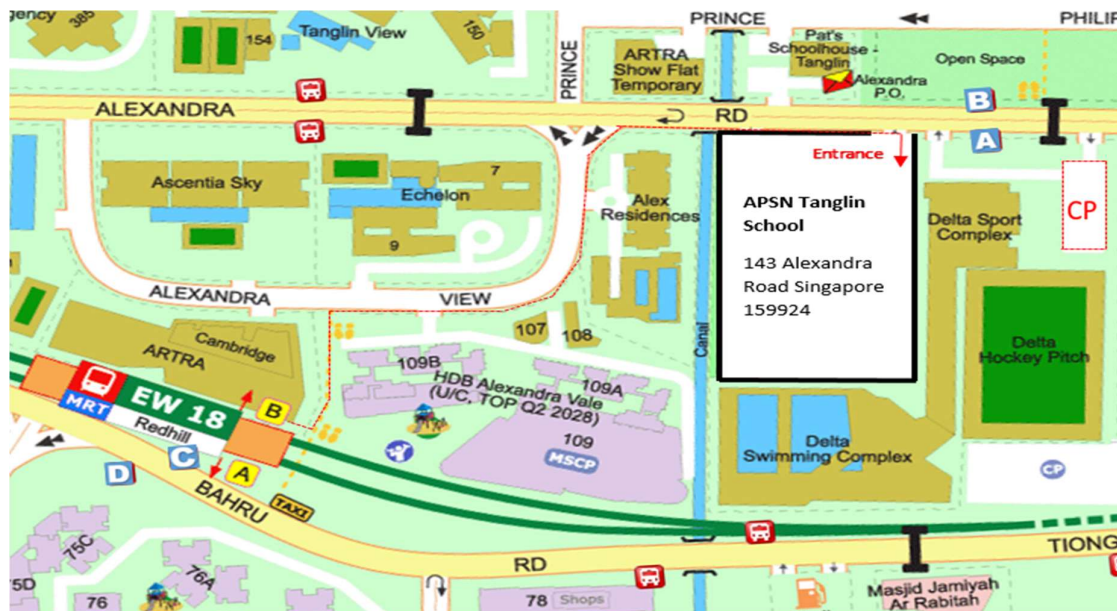 PRINCE
PHILIP
385
154
Tanglin View
150
PRINCE
ARTRA
Show Flat
Temporary
Pat's
Schoolhouse -
Tanglin
Alexandra
P.O.
Open Space
B
ALEXANDRA
RD
A
Entrance
Ascentia Sky
7
Echelon
9
Alex
Residences
APSN Tanglin
School
143 Alexandra
Road Singapore
159924
Delta Sport
Complex
CP
ALEXANDRA
VIEW
Canal
Delta
Hockey Pitch
Cambridge
ARTRA
107
108
109B
109A
HDB Alexandra Vale
(U/C, TOP Q2 2028)
109
MSCP
EW 18
MRT
Redhill
B
A
C
D
BAHRU
TAXI
Delta
Swimming Complex
CP
RD
TIONG
75C
75D
76A
76
78
Shops
Masjid Jamiyah
Ar Rabitah